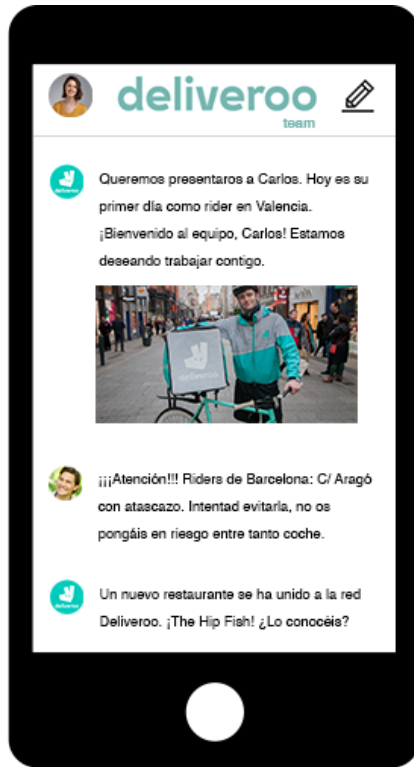 deliveroo
team
Queremos presentaros a Carlos. Hoy es su
primer día como rider en Valencia.
¡Bienvenido al equipo, Carlos! Estamos
deseando trabajar contigo.
deliveroo
¡¡¡Atención!!! Riders de Barcelona: C/ Aragó
con atascazo. Intentad evitarla, no os
pongáis en riesgo entre tanto coche.
Un nuevo restaurante se ha unido a la red
Deliveroo. ¡The Hip Fish! ¿Lo conocéis?